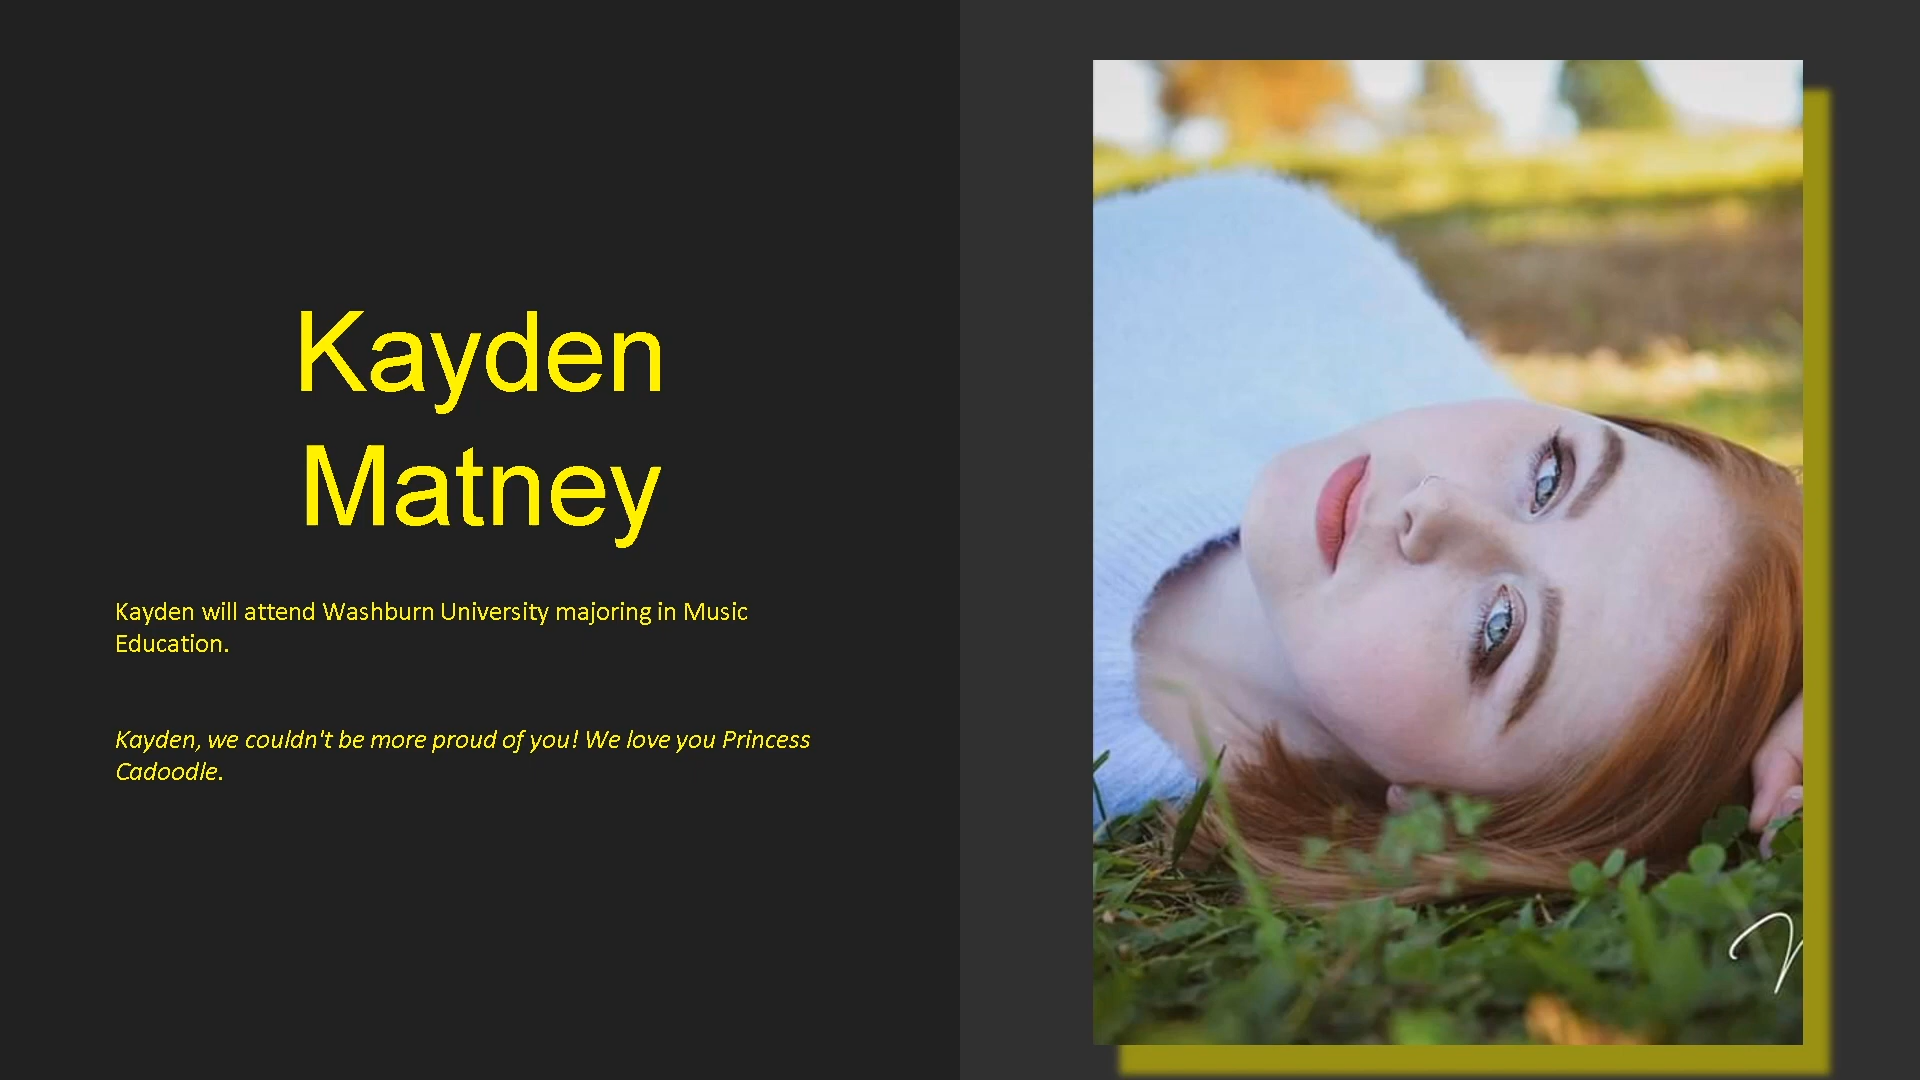 Kayden
Matney
Kayden will attend Washburn University majoring in Music
Education.
Kayden, we couldn't be more proud of you! We love you Princess
Cadoodle.